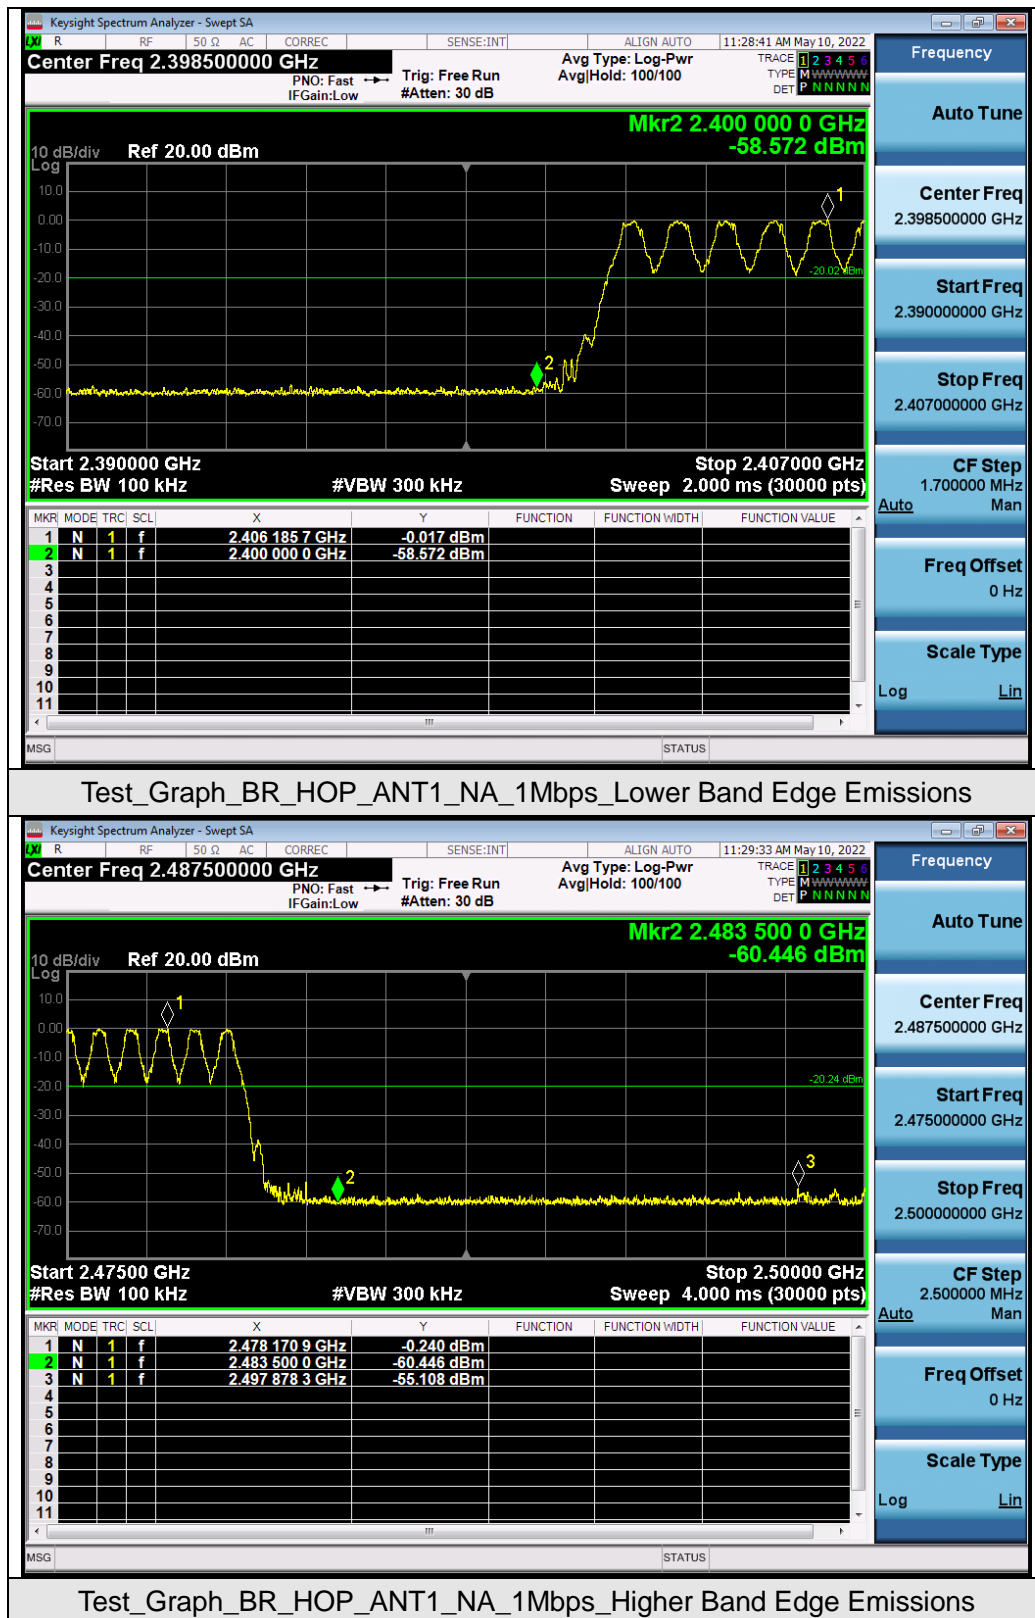 Keysight Spectrum Analyzer - Swept SA
LXI R RF 50 Ω AC CORREC SENSE:INT ALIGN AUTO 11:28:41 AM May 10, 2022
Center Freq 2.398500000 GHz
PNO: Fast
IFGain:Low
Trig: Free Run
#Atten: 30 dB
Avg Type: Log-Pwr
Avg|Hold: 100/100
TRACE 1 2 3 4 5 6
TYPE M WWWWW
DET P N N N N N
Mkr2 2.400 000 0 GHz
-58.572 dBm
10 dB/div Ref 20.00 dBm
Log
10.0
0.00
-10.0
-20.0
-30.0
-40.0
-50.0
-60.0
-70.0
1
-20.02 dBm
2
Start 2.390000 GHz Stop 2.407000 GHz
#Res BW 100 kHz #VBW 300 kHz Sweep 2.000 ms (30000 pts)
MKR MODE TRC SCL X Y FUNCTION FUNCTION WIDTH FUNCTION VALUE
1 N 1 f 2.406 185 7 GHz -0.017 dBm
2 N 1 f 2.400 000 0 GHz -58.572 dBm
3
4
5
6
7
8
9
10
11
MSG STATUS
Frequency
Auto Tune
Center Freq
2.398500000 GHz
Start Freq
2.390000000 GHz
Stop Freq
2.407000000 GHz
CF Step
1.700000 MHz
Auto Man
Freq Offset
0 Hz
Scale Type
Log Lin
Test_Graph_BR_HOP_ANT1_NA_1Mbps_Lower Band Edge Emissions
Keysight Spectrum Analyzer - Swept SA
LXI R RF 50 Ω AC CORREC SENSE:INT ALIGN AUTO 11:29:33 AM May 10, 2022
Center Freq 2.487500000 GHz
PNO: Fast
IFGain:Low
Trig: Free Run
#Atten: 30 dB
Avg Type: Log-Pwr
Avg|Hold: 100/100
TRACE 1 2 3 4 5 6
TYPE M WWWWW
DET P N N N N N
Mkr2 2.483 500 0 GHz
-60.446 dBm
10 dB/div Ref 20.00 dBm
Log
10.0
0.00
-10.0
-20.0
-30.0
-40.0
-50.0
-60.0
-70.0
1
-20.24 dBm
2
3
Start 2.47500 GHz Stop 2.50000 GHz
#Res BW 100 kHz #VBW 300 kHz Sweep 4.000 ms (30000 pts)
MKR MODE TRC SCL X Y FUNCTION FUNCTION WIDTH FUNCTION VALUE
1 N 1 f 2.478 170 9 GHz -0.240 dBm
2 N 1 f 2.483 500 0 GHz -60.446 dBm
3 N 1 f 2.497 878 3 GHz -55.108 dBm
4
5
6
7
8
9
10
11
MSG STATUS
Frequency
Auto Tune
Center Freq
2.487500000 GHz
Start Freq
2.475000000 GHz
Stop Freq
2.500000000 GHz
CF Step
2.500000 MHz
Auto Man
Freq Offset
0 Hz
Scale Type
Log Lin
Test_Graph_BR_HOP_ANT1_NA_1Mbps_Higher Band Edge Emissions